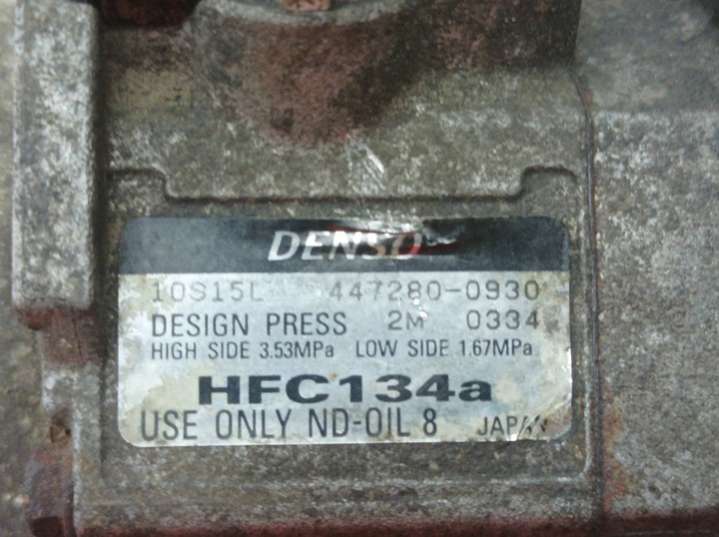 DENSO
10S15L 447280-0930
DESIGN PRESS 2M 0334
HIGH SIDE 3.53MPa LOW SIDE 1.67MPa
HFC134a
USE ONLY ND-OIL 8 JAPAN